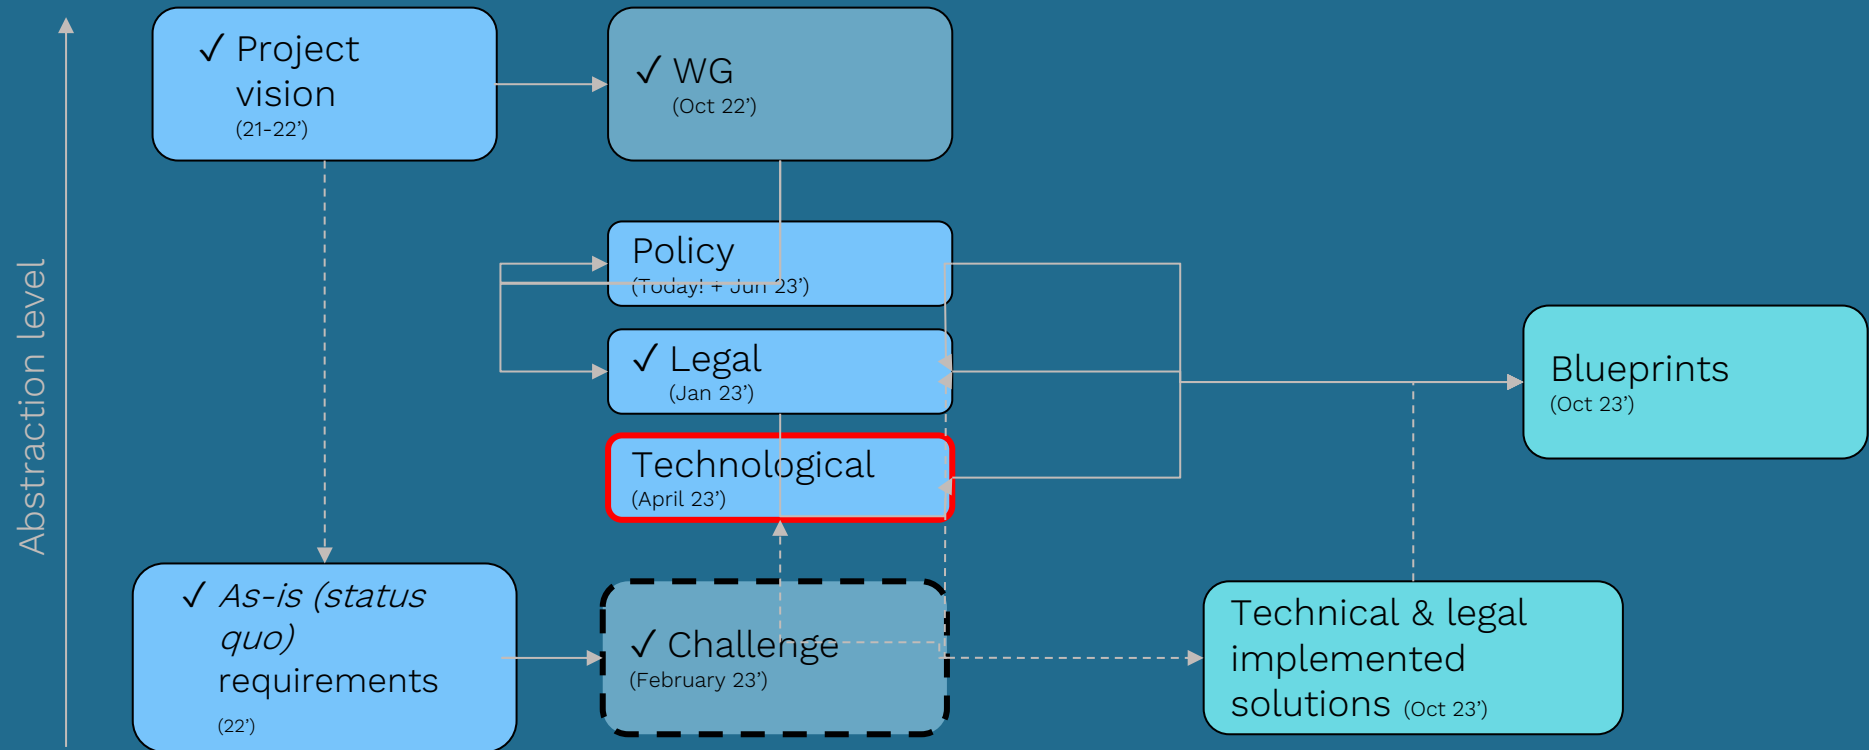 ✓ Project
vision
(21-22’)
✓ WG
(Oct 22’)
Abstraction level
Policy
(Today! + Jun 23’)
✓ Legal
(Jan 23’)
Technological
(April 23’)
Blueprints
(Oct 23’)
✓ As-is (status
quo)
requirements
(22’)
✓ Challenge
(February 23’)
Technical & legal
implemented
solutions (Oct 23’)